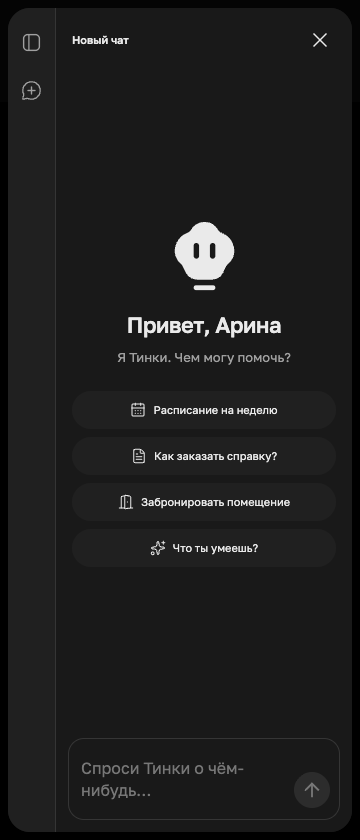 Новый чат
Привет, Арина
Я Тинки. Чем могу помочь?
Расписание на неделю
Как заказать справку?
Забронировать помещение
Что ты умеешь?
Спроси Тинки о чём-
нибудь...